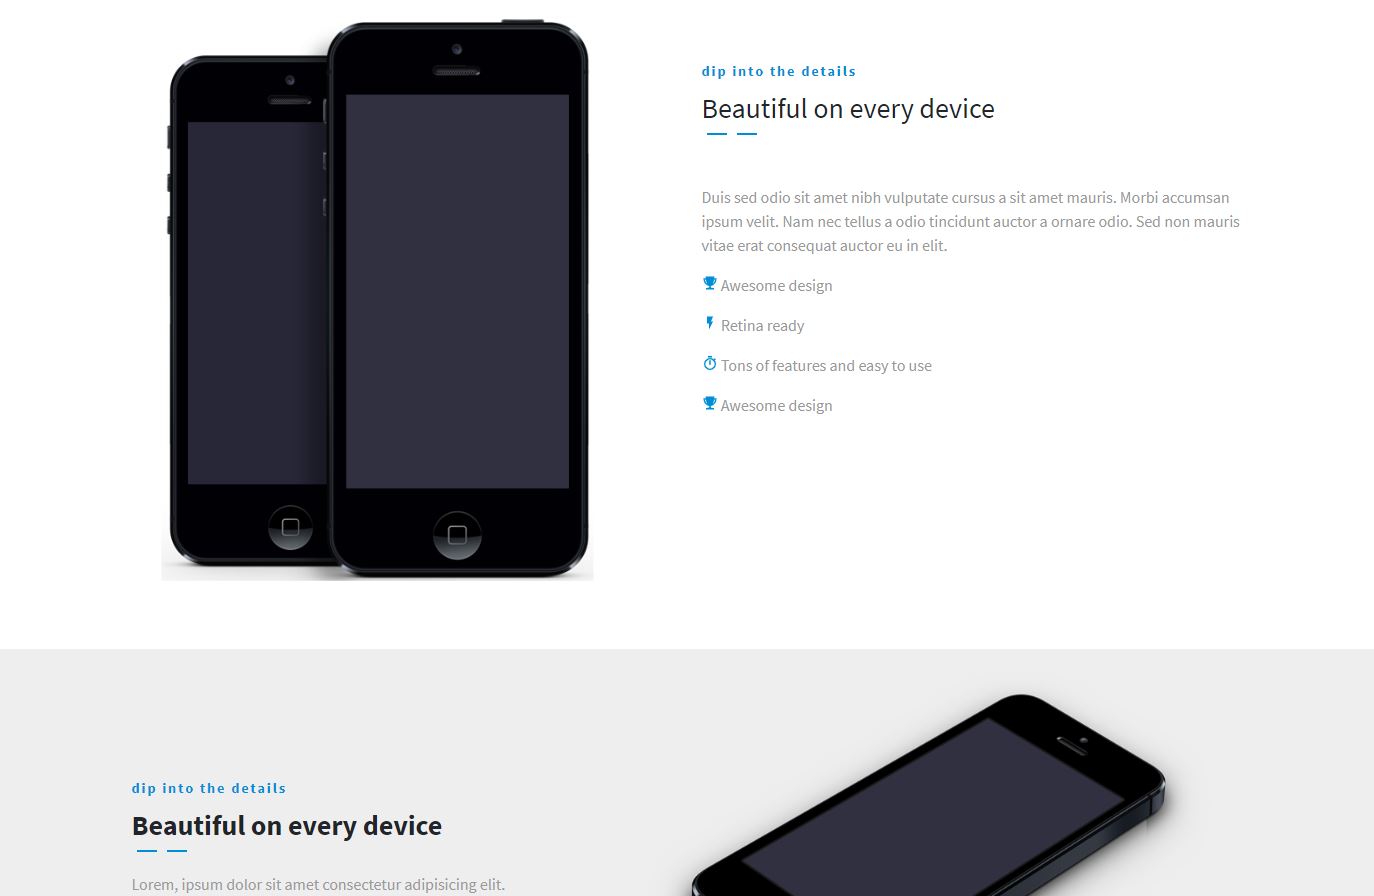 dip into the details
Beautiful on every device
Duis sed odio sit amet nibh vulputate cursus a sit amet mauris. Morbi accumsan
ipsum velit. Nam nec tellus a odio tincidunt auctor a ornare odio. Sed non mauris
vitae erat consequat auctor eu in elit.
Awesome design
Retina ready
Tons of features and easy to use
Awesome design
dip into the details
Beautiful on every device
Lorem, ipsum dolor sit amet consectetur adipisicing elit.